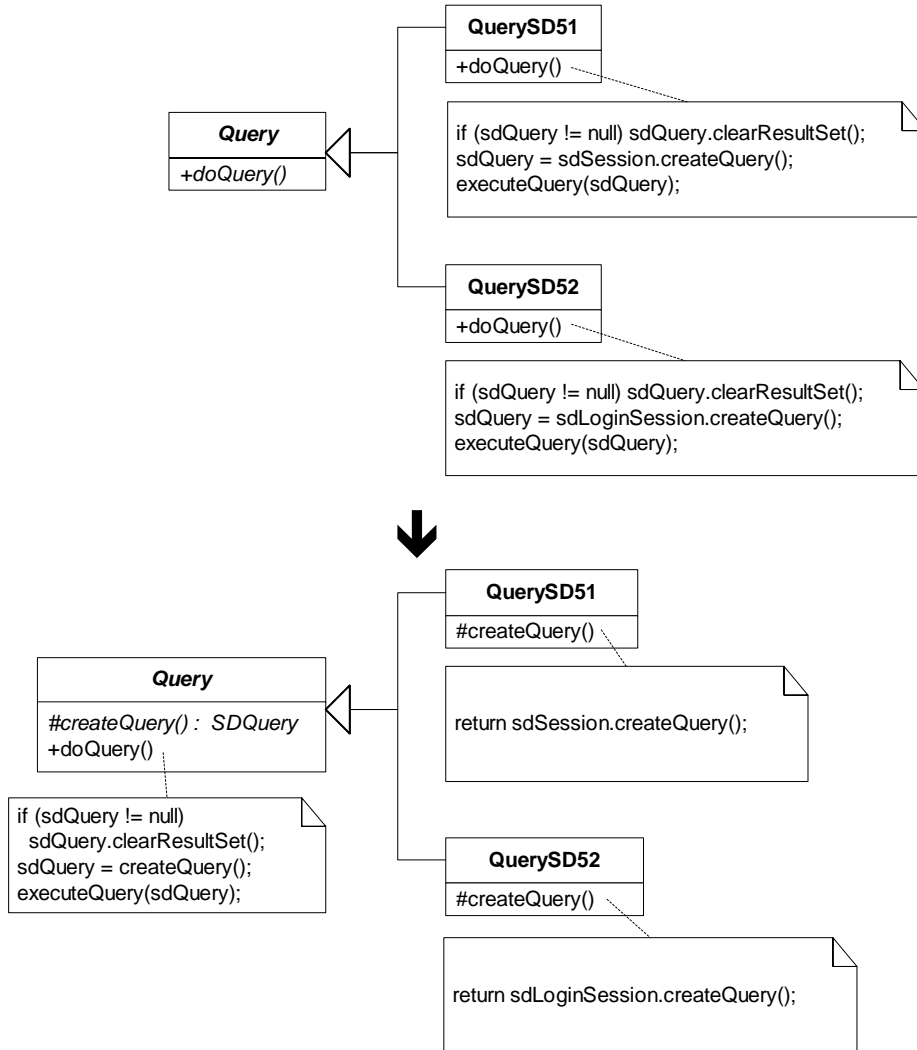 QuerySD51
+doQuery()
Query
+doQuery()
if (sdQuery != null) sdQuery.clearResultSet();
sdQuery = sdSession.createQuery();
executeQuery(sdQuery);
QuerySD52
+doQuery()
if (sdQuery != null) sdQuery.clearResultSet();
sdQuery = sdLoginSession.createQuery();
executeQuery(sdQuery);
QuerySD51
#createQuery()
Query
#createQuery() : SDQuery
+doQuery()
return sdSession.createQuery();
if (sdQuery != null)
sdQuery.clearResultSet();
sdQuery = createQuery();
executeQuery(sdQuery);
QuerySD52
#createQuery()
return sdLoginSession.createQuery();